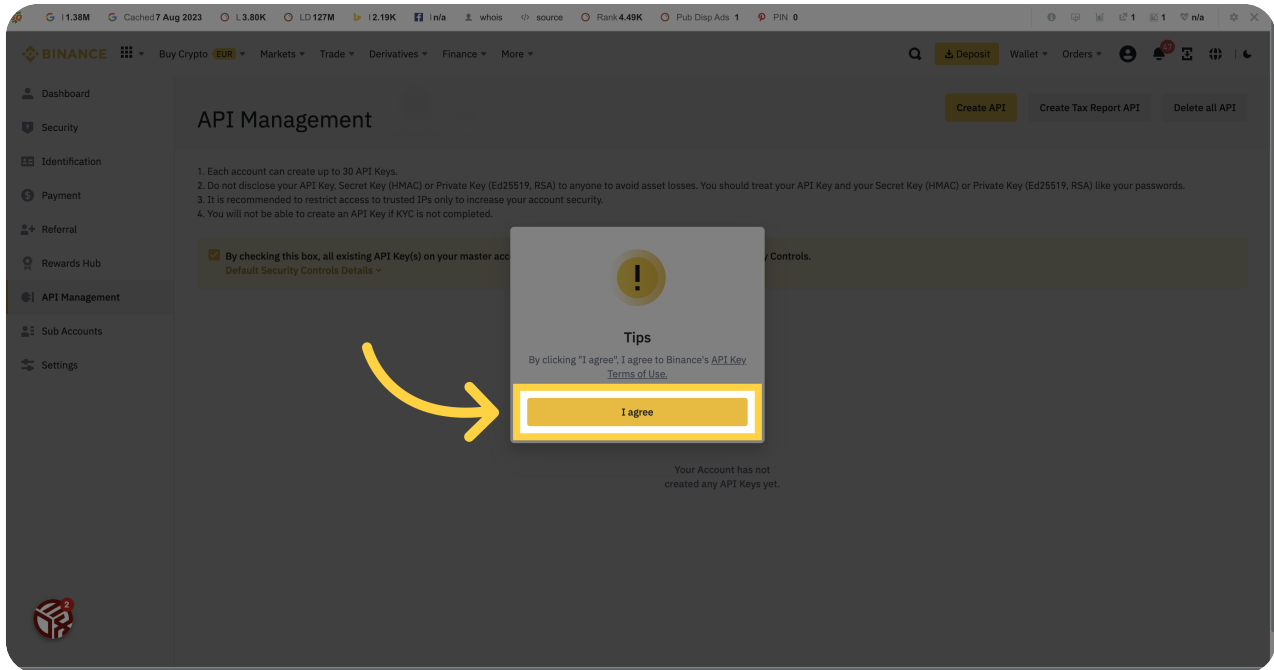 I 1.38M Cached 7 Aug 2023 L 3.80K LD 127M I 2.19K I n/a whois source Rank 4.49K Pub Disp Ads 1 PIN 0 1 1 n/a
BINANCE Buy Crypto EUR Markets Trade Derivatives Finance More Deposit Wallet Orders 47
Dashboard
Security
Identification
Payment
Referral
Rewards Hub
API Management
Sub Accounts
Settings
API Management
Create API Create Tax Report API Delete all API
1. Each account can create up to 30 API Keys.
2. Do not disclose your API Key, Secret Key (HMAC) or Private Key (Ed25519, RSA) to anyone to avoid asset losses. You should treat your API Key and your Secret Key (HMAC) or Private Key (Ed25519, RSA) like your passwords.
3. It is recommended to restrict access to trusted IPs only to increase your account security.
4. You will not be able to create an API Key if KYC is not completed.
By checking this box, all existing API Key(s) on your master acc y Controls.
Default Security Controls Details
!
Tips
By clicking "I agree", I agree to Binance's API Key
Terms of Use.
I agree
Your Account has not
created any API Keys yet.
2